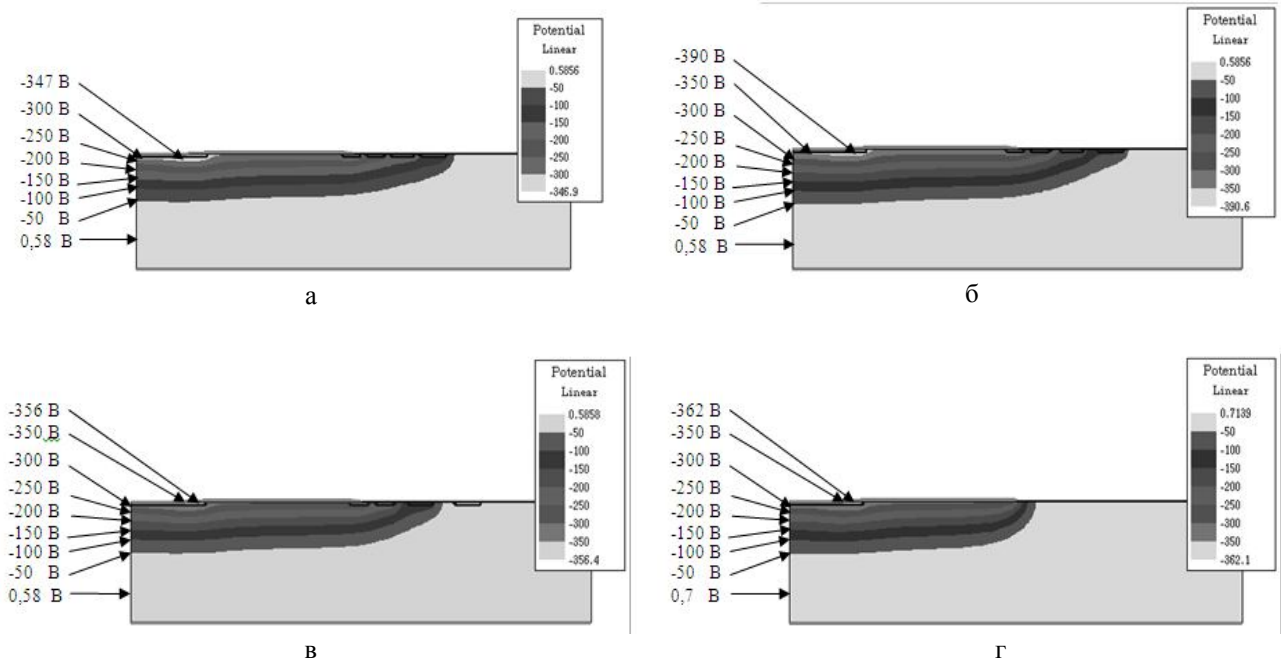 Potential
Linear
0.5856
-50
-100
-150
-200
-250
-300
-346.9
-347 В
-300 В
-250 В
-200 В
-150 В
-100 В
-50 В
0,58 В
а
Potential
Linear
0.5856
-50
-100
-150
-200
-250
-300
-350
-390.6
-390 В
-350 В
-300 В
-250 В
-200 В
-150 В
-100 В
-50 В
0,58 В
б
Potential
Linear
0.5858
-50
-100
-150
-200
-250
-300
-350
-356.4
-356 В
-350 В
-300 В
-250 В
-200 В
-150 В
-100 В
-50 В
0,58 В
в
Potential
Linear
0.7139
-50
-100
-150
-200
-250
-300
-350
-362.1
-362 В
-350 В
-300 В
-250 В
-200 В
-150 В
-100 В
-50 В
0,7 В
г